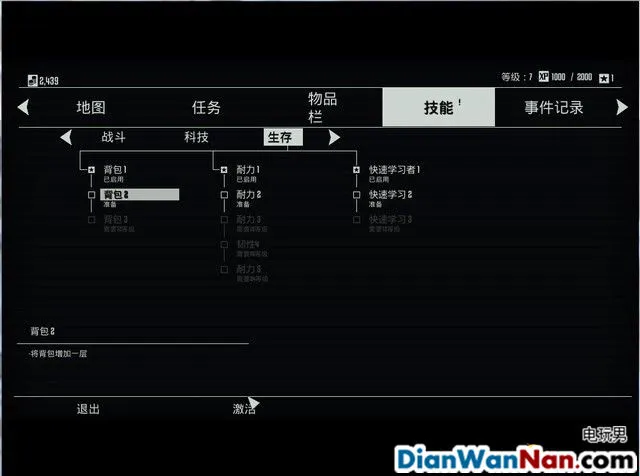 2,439
等级: 7 XP 1000 / 2000 1
地图 任务 物品栏 技能! 事件记录
战斗 科技 生存
背包1 耐力1 快速学习者1
已启用 已启用 已启用
背包2 耐力2 快速学习2
准备 准备 准备
背包3 耐力3 快速学习3
韧性4
耐力3
背包2
·将背包增加一层
退出 激活
电玩男
DianWanNan.com